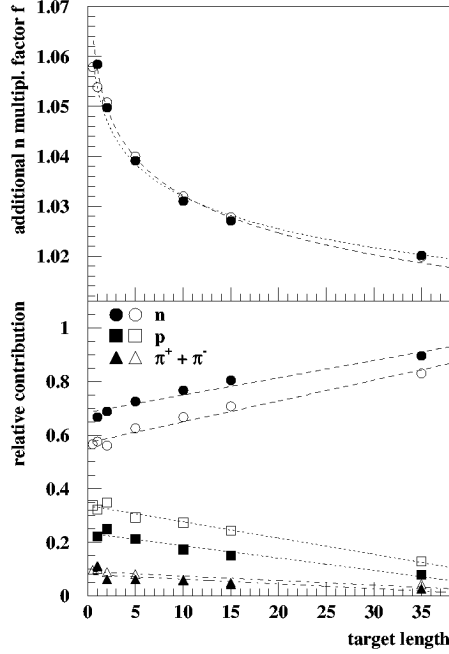 additional n multipl. factor f
1.07
1.06
1.05
1.04
1.03
1.02
relative contribution
1
0.8
0.6
0.4
0.2
0
n
p
π+ + π-
0 5 10 15 20 25 30 35
target length